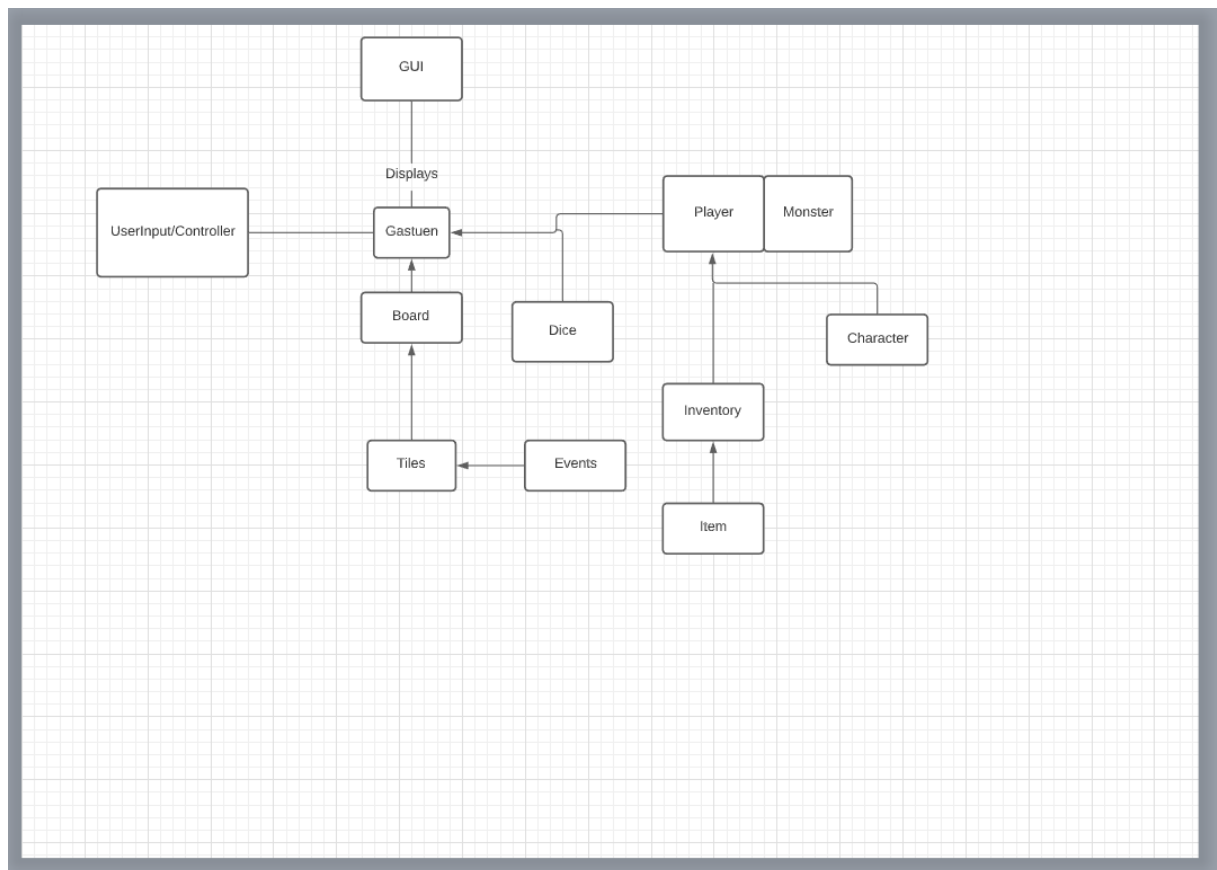 GUI
Displays
UserInput/Controller
Gastuen
Player
Monster
Board
Dice
Character
Inventory
Tiles
Events
Item